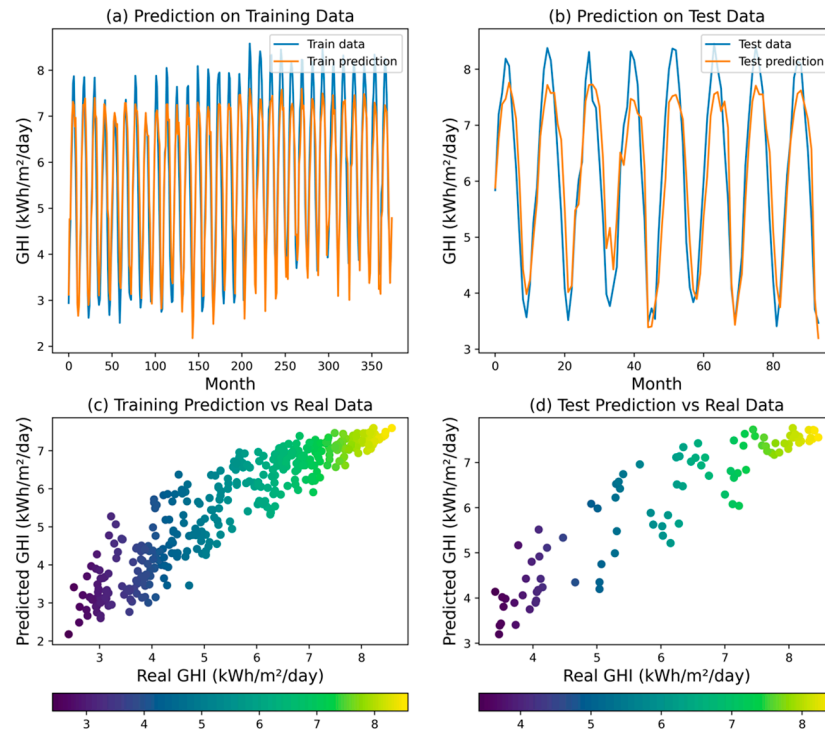 (a) Prediction on Training Data
GHI (kWh/m²/day)
8
7
6
5
4
3
2
Train data
Train prediction
0 50 100 150 200 250 300 350
Month
(b) Prediction on Test Data
GHI (kWh/m²/day)
8
7
6
5
4
3
Test data
Test prediction
0 20 40 60 80
Month
(c) Training Prediction vs Real Data
Predicted GHI (kWh/m²/day)
7
6
5
4
3
2
3 4 5 6 7 8
Real GHI (kWh/m²/day)
3 4 5 6 7 8
(d) Test Prediction vs Real Data
Predicted GHI (kWh/m²/day)
7
6
5
4
3
4 5 6 7 8
Real GHI (kWh/m²/day)
4 5 6 7 8